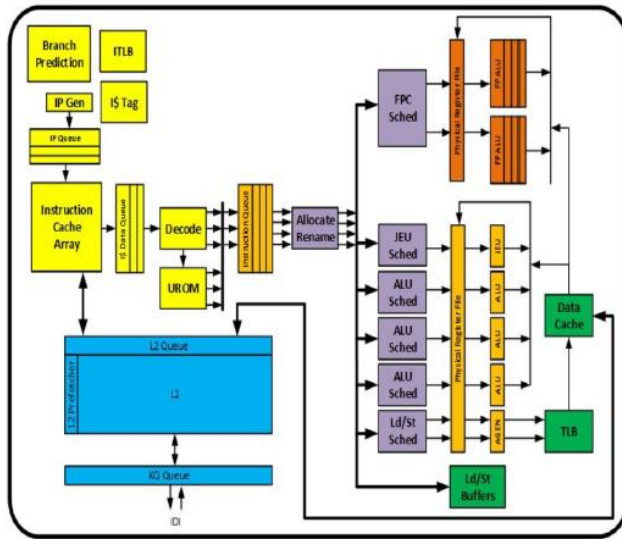 Branch
Prediction
ITLB
IP Gen
I$ Tag
IP Queue
Instruction
Cache
Array
I$ Data Queue
Decode
UROM
Instruction Queue
Allocate
Rename
FPC
Sched
Physical Register File
FP ALU
FP ALU
JEU
Sched
ALU
Sched
ALU
Sched
ALU
Sched
Ld/St
Sched
Physical Register File
JEU
ALU
ALU
ALU
AGEN
Data
Cache
TLB
Ld/St
Buffers
L2 Queue
L2 Prefetcher
L2
XQ Queue
IDI